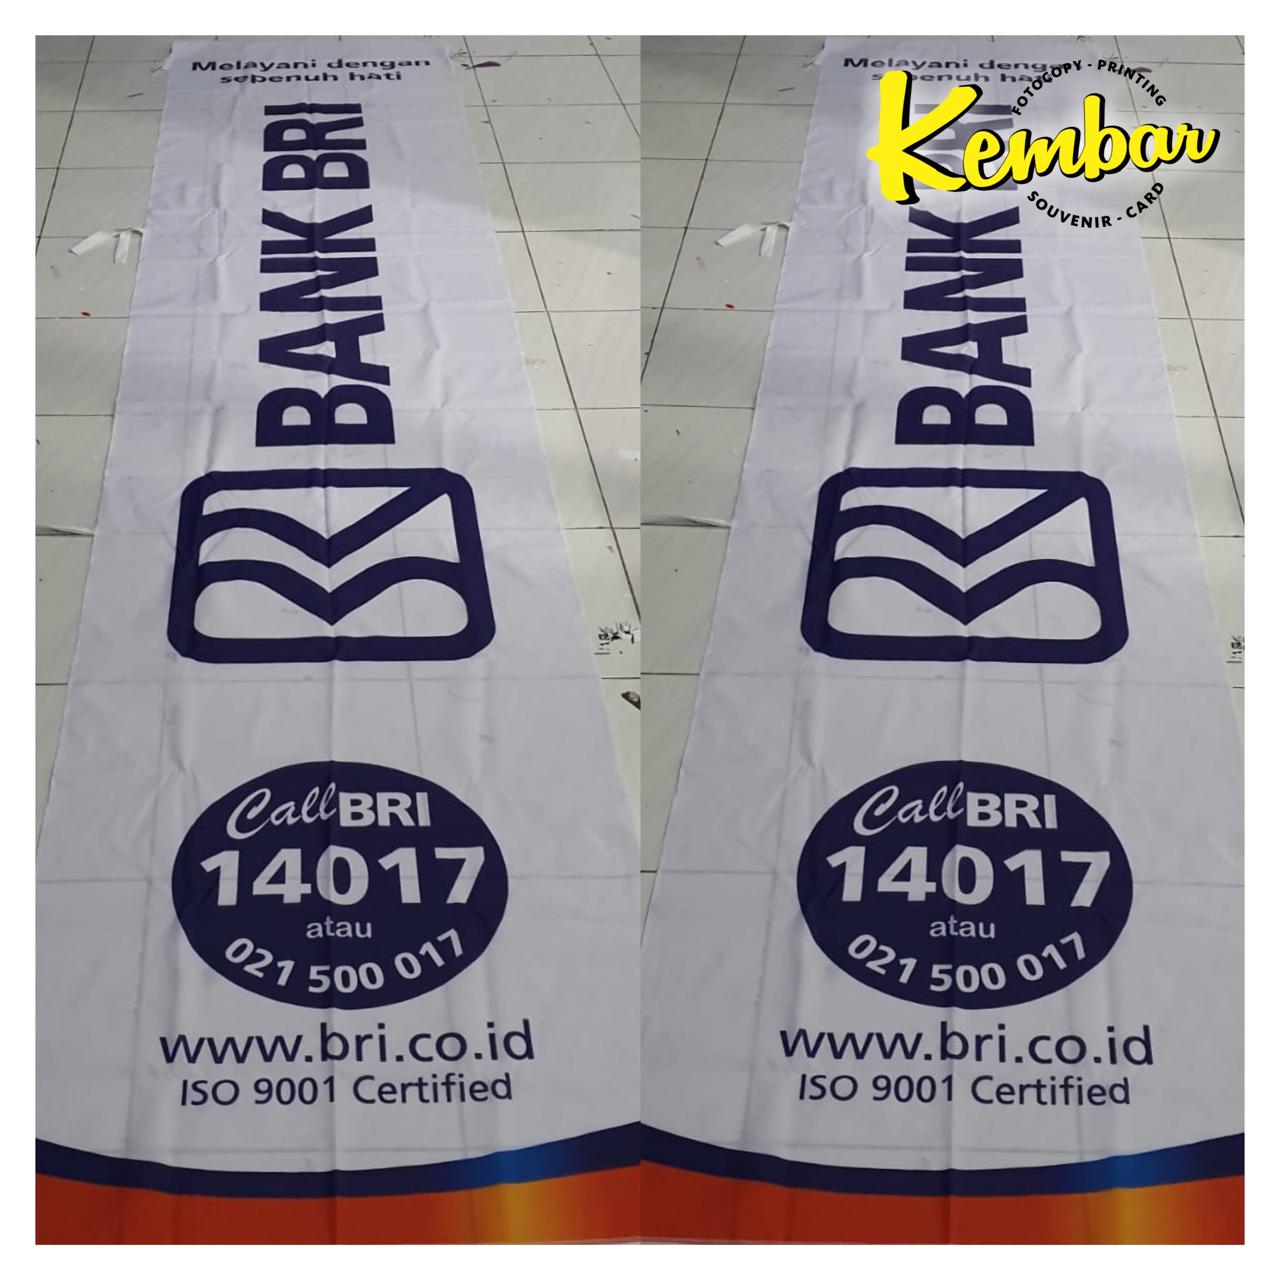 Melayani dengan
sepenuh hati
BANK BRI
Call BRI
14017
atau
021 500 017
www.bri.co.id
ISO 9001 Certified
Melayani dengan
sepenuh hati
BANK BRI
Call BRI
14017
atau
021 500 017
www.bri.co.id
ISO 9001 Certified
FOTOCOPY - PRINTING
Kembar
SOUVENIR - CARD